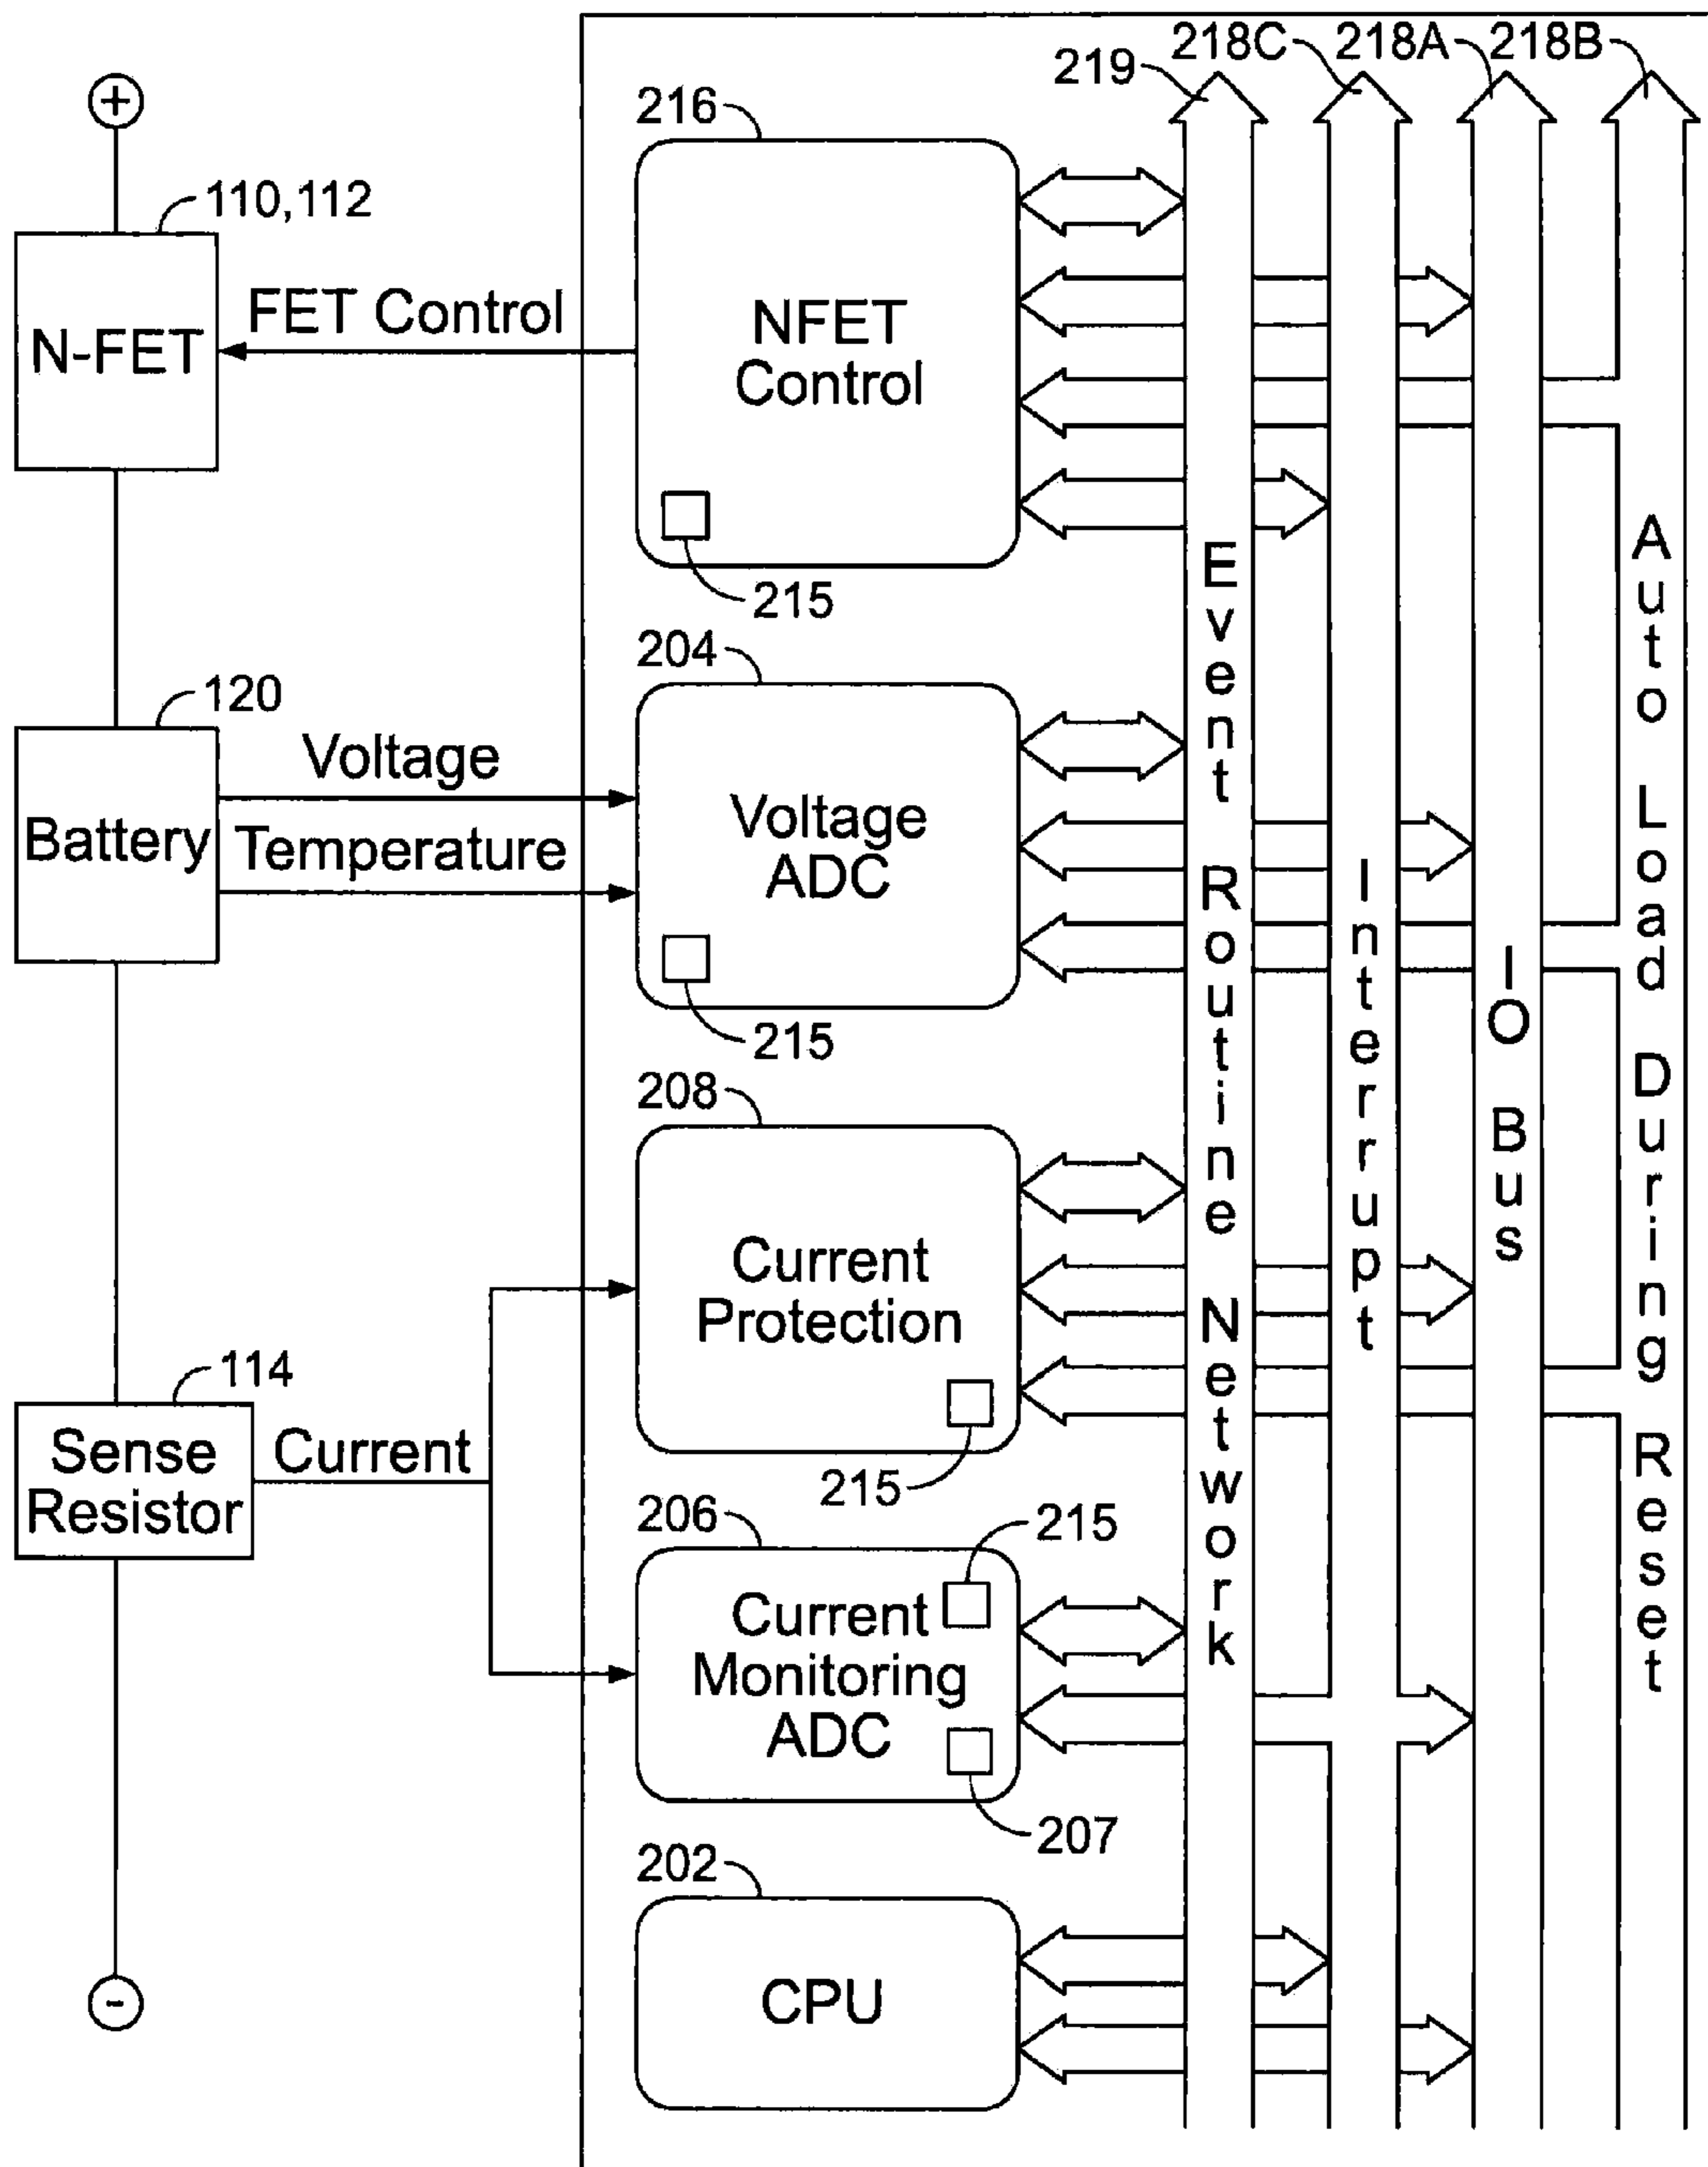 219
218C
218A
218B
+
216
110,112
N-FET
FET Control
NFET
Control
215
120
Battery
Voltage
Temperature
204
Voltage
ADC
215
208
Current
Protection
215
114
Sense
Resistor
Current
206
215
Current
Monitoring
ADC
207
202
CPU
-
Event Routine Network
Interrupt
IO Bus
Auto Load During Reset